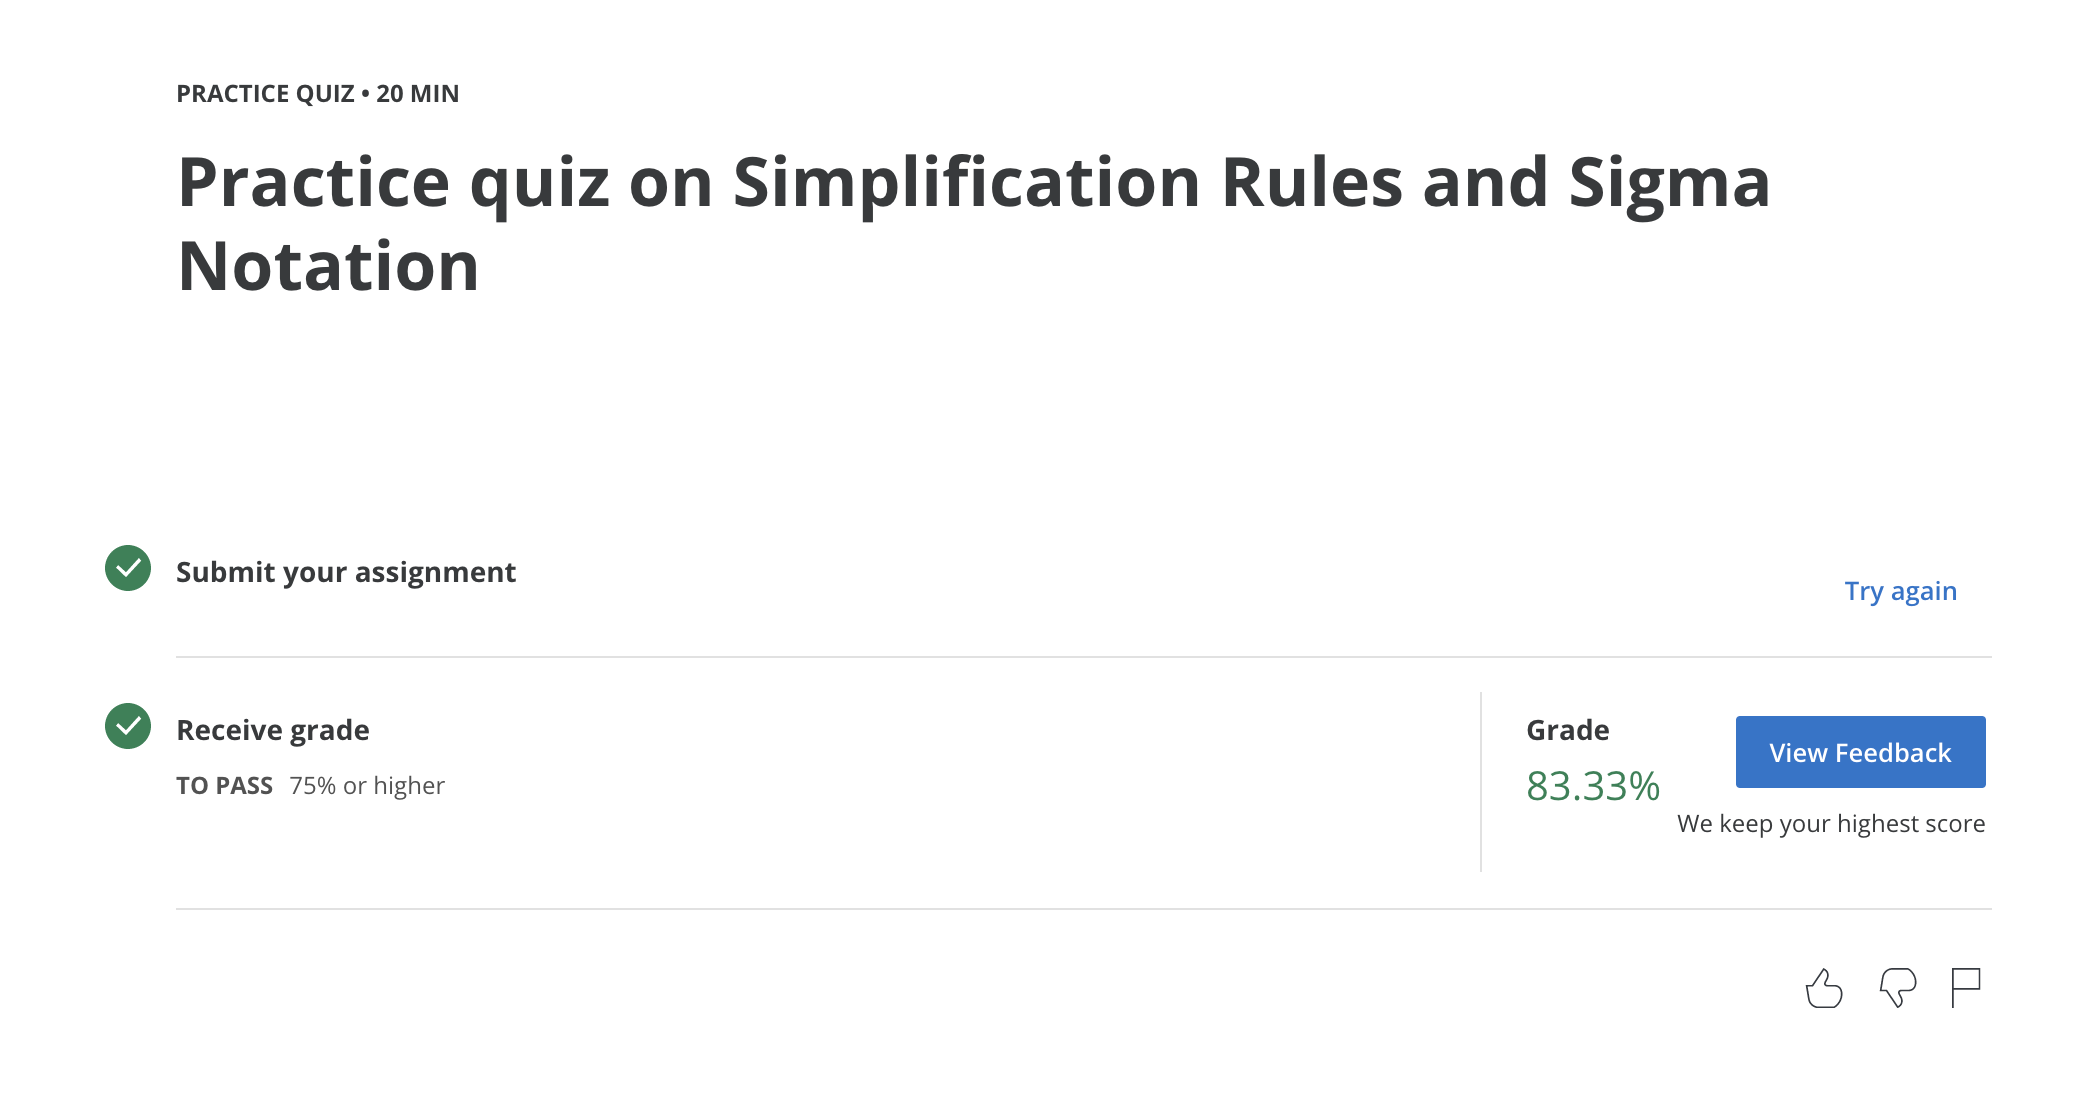 PRACTICE QUIZ • 20 MIN
Practice quiz on Simplification Rules and Sigma
Notation
Submit your assignment
Try again
Receive grade
TO PASS 75% or higher
Grade
83.33%
View Feedback
We keep your highest score